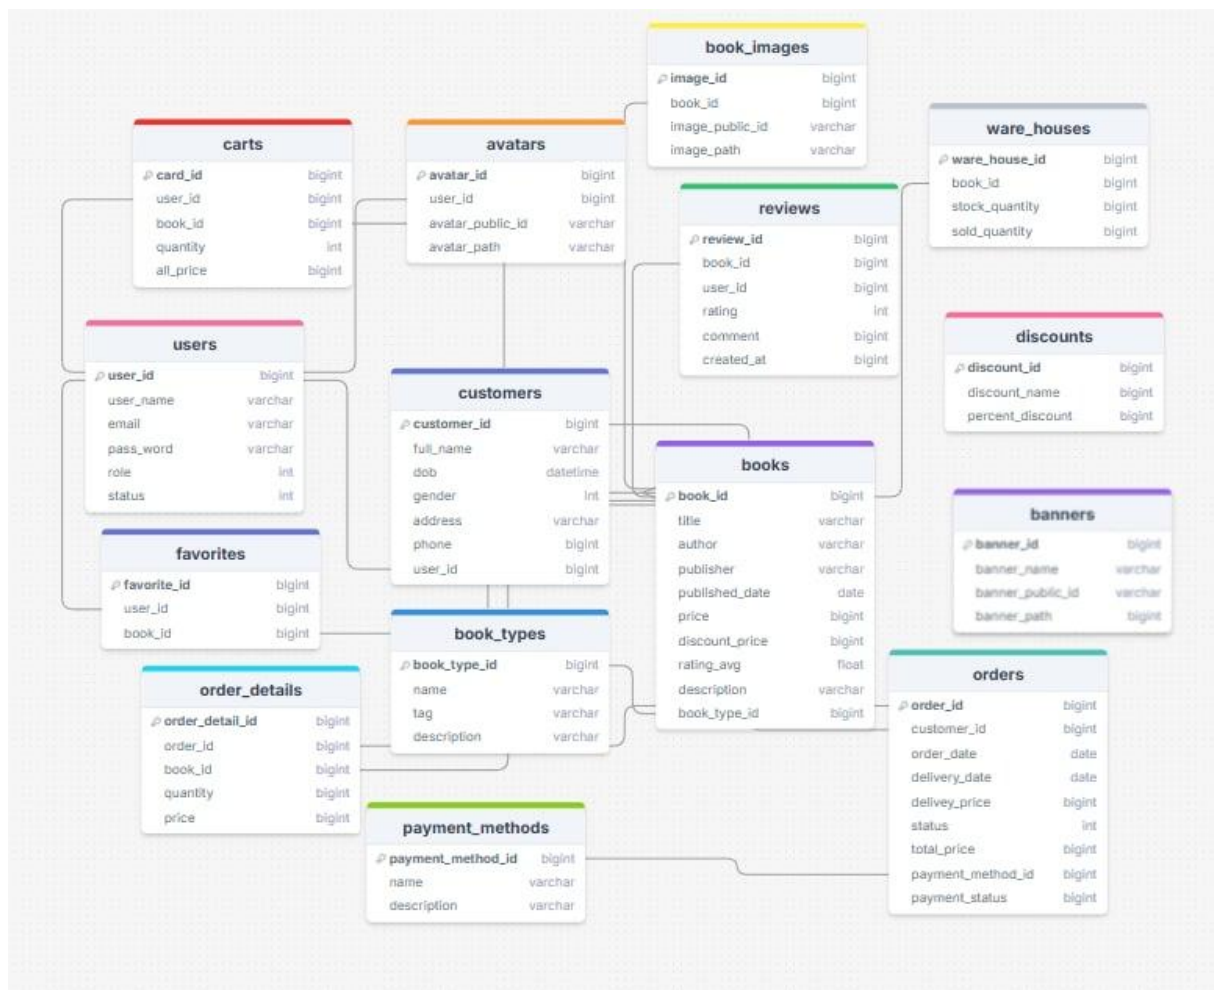 book_images
image_id bigint
book_id bigint
image_public_id varchar
image_path varchar
carts
card_id bigint
user_id bigint
book_id bigint
quantity int
all_price bigint
avatars
avatar_id bigint
user_id bigint
avatar_public_id varchar
avatar_path varchar
ware_houses
ware_house_id bigint
book_id bigint
stock_quantity bigint
sold_quantity bigint
reviews
review_id bigint
book_id bigint
user_id bigint
rating int
comment bigint
created_at bigint
users
user_id bigint
user_name varchar
email varchar
pass_word varchar
role int
status int
customers
customer_id bigint
full_name varchar
dob datetime
gender int
address varchar
phone bigint
user_id bigint
discounts
discount_id bigint
discount_name bigint
percent_discount bigint
books
book_id bigint
title varchar
author varchar
publisher varchar
published_date date
price bigint
discount_price bigint
rating_avg float
description varchar
book_type_id bigint
banners
banner_id bigint
banner_name varchar
banner_public_id varchar
banner_path bigint
favorites
favorite_id bigint
user_id bigint
book_id bigint
book_types
book_type_id bigint
name varchar
tag varchar
description varchar
order_details
order_detail_id bigint
order_id bigint
book_id bigint
quantity bigint
price bigint
orders
order_id bigint
customer_id bigint
order_date date
delivery_date date
delivey_price bigint
status int
total_price bigint
payment_method_id bigint
payment_status bigint
payment_methods
payment_method_id bigint
name varchar
description varchar